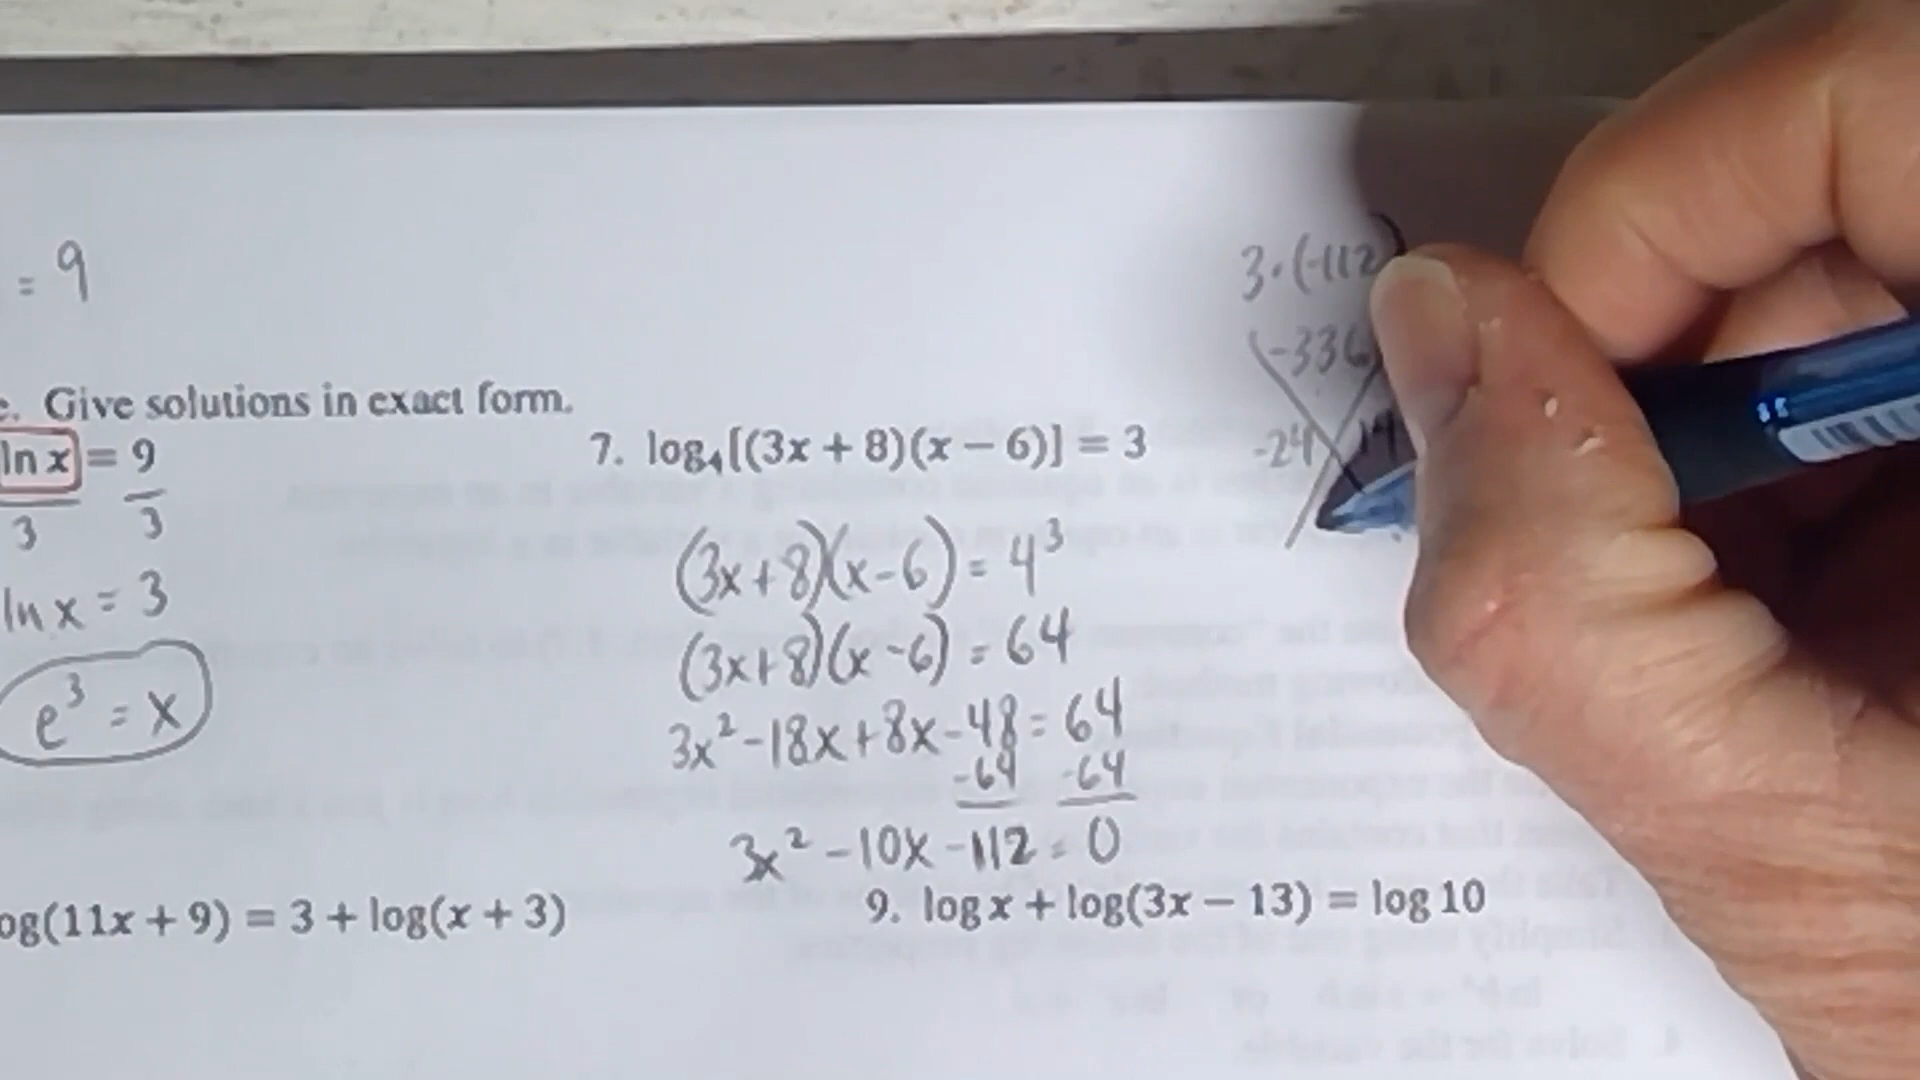 = 9
3·(-112)
-336
Give solutions in exact form.
ln x = 9
3 3
7. log₄[(3x + 8)(x − 6)] = 3
-24 14
(3x+8)(x-6) = 4³
ln x = 3
(3x+8)(x-6) = 64
e³ = x
3x² -18x + 8x - 48 = 64
-64 -64
3x² - 10x - 112 = 0
og(11x + 9) = 3 + log(x + 3)
9. log x + log(3x − 13) = log 10